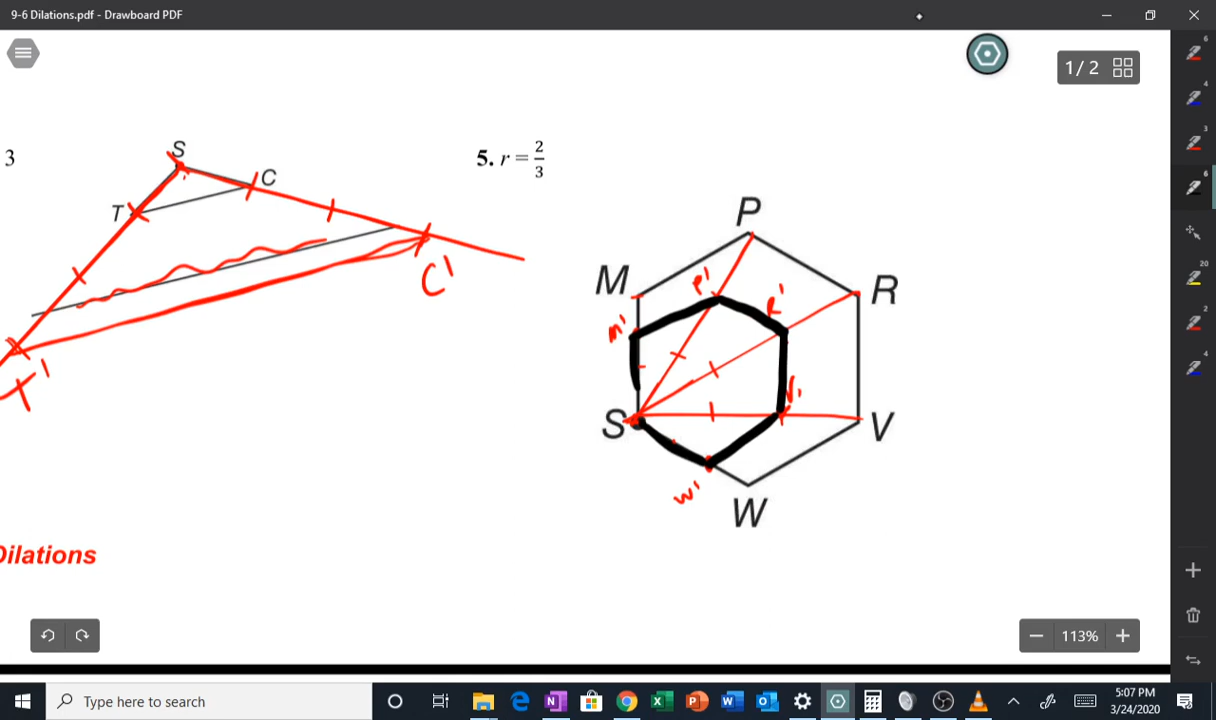 9-6 Dilations.pdf - Drawboard PDF
1/2
3
5. r = 2/3
S
C
T
C'
T'
P
M
R
P'
R'
M'
S
V'
V
W'
W
Dilations
113%
Type here to search
5:07 PM
3/24/2020